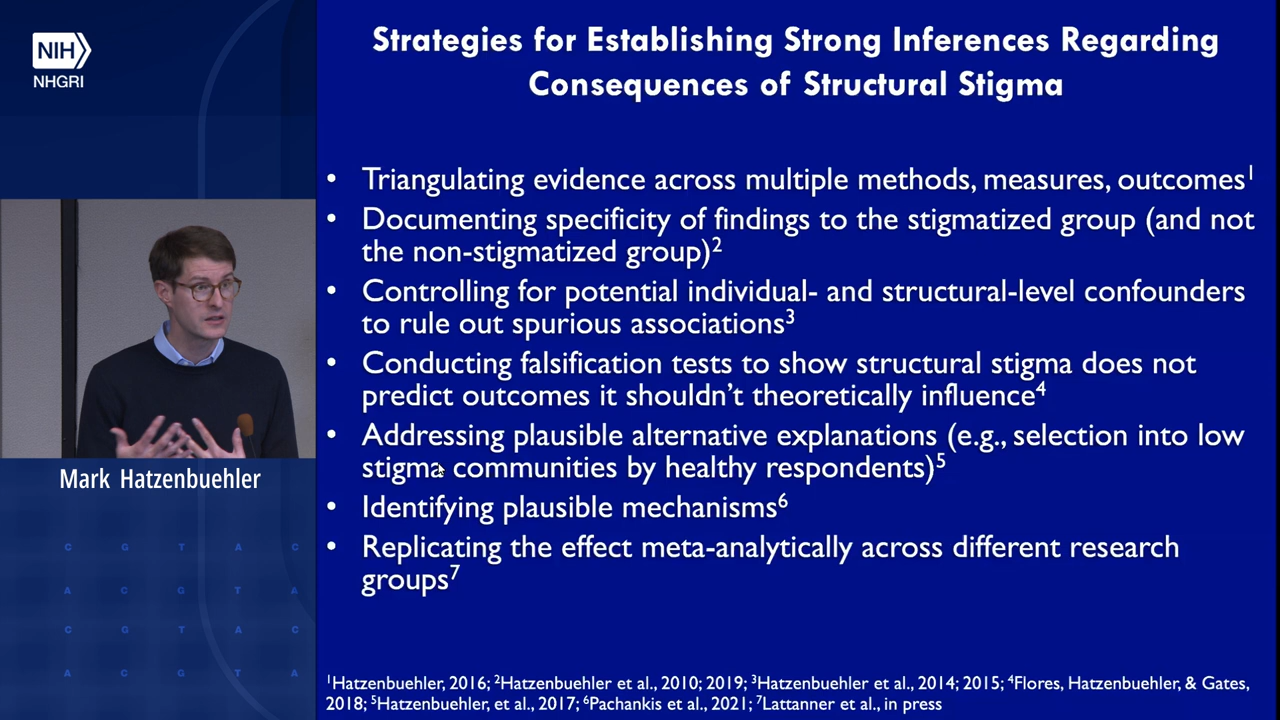 NIH
NHGRI
Strategies for Establishing Strong Inferences Regarding
Consequences of Structural Stigma
• Triangulating evidence across multiple methods, measures, outcomes1
• Documenting specificity of findings to the stigmatized group (and not
the non-stigmatized group)2
• Controlling for potential individual- and structural-level confounders
to rule out spurious associations3
• Conducting falsification tests to show structural stigma does not
predict outcomes it shouldn't theoretically influence4
• Addressing plausible alternative explanations (e.g., selection into low
stigma communities by healthy respondents)5
• Identifying plausible mechanisms6
• Replicating the effect meta-analytically across different research
groups7
Mark Hatzenbuehler
C G T A C
A C G T A
C G T A C
A C G T A
1Hatzenbuehler, 2016; 2Hatzenbuehler et al., 2010; 2019; 3Hatzenbuehler et al., 2014; 2015; 4Flores, Hatzenbuehler, & Gates,
2018; 5Hatzenbuehler, et al., 2017; 6Pachankis et al., 2021; 7Lattanner et al., in press